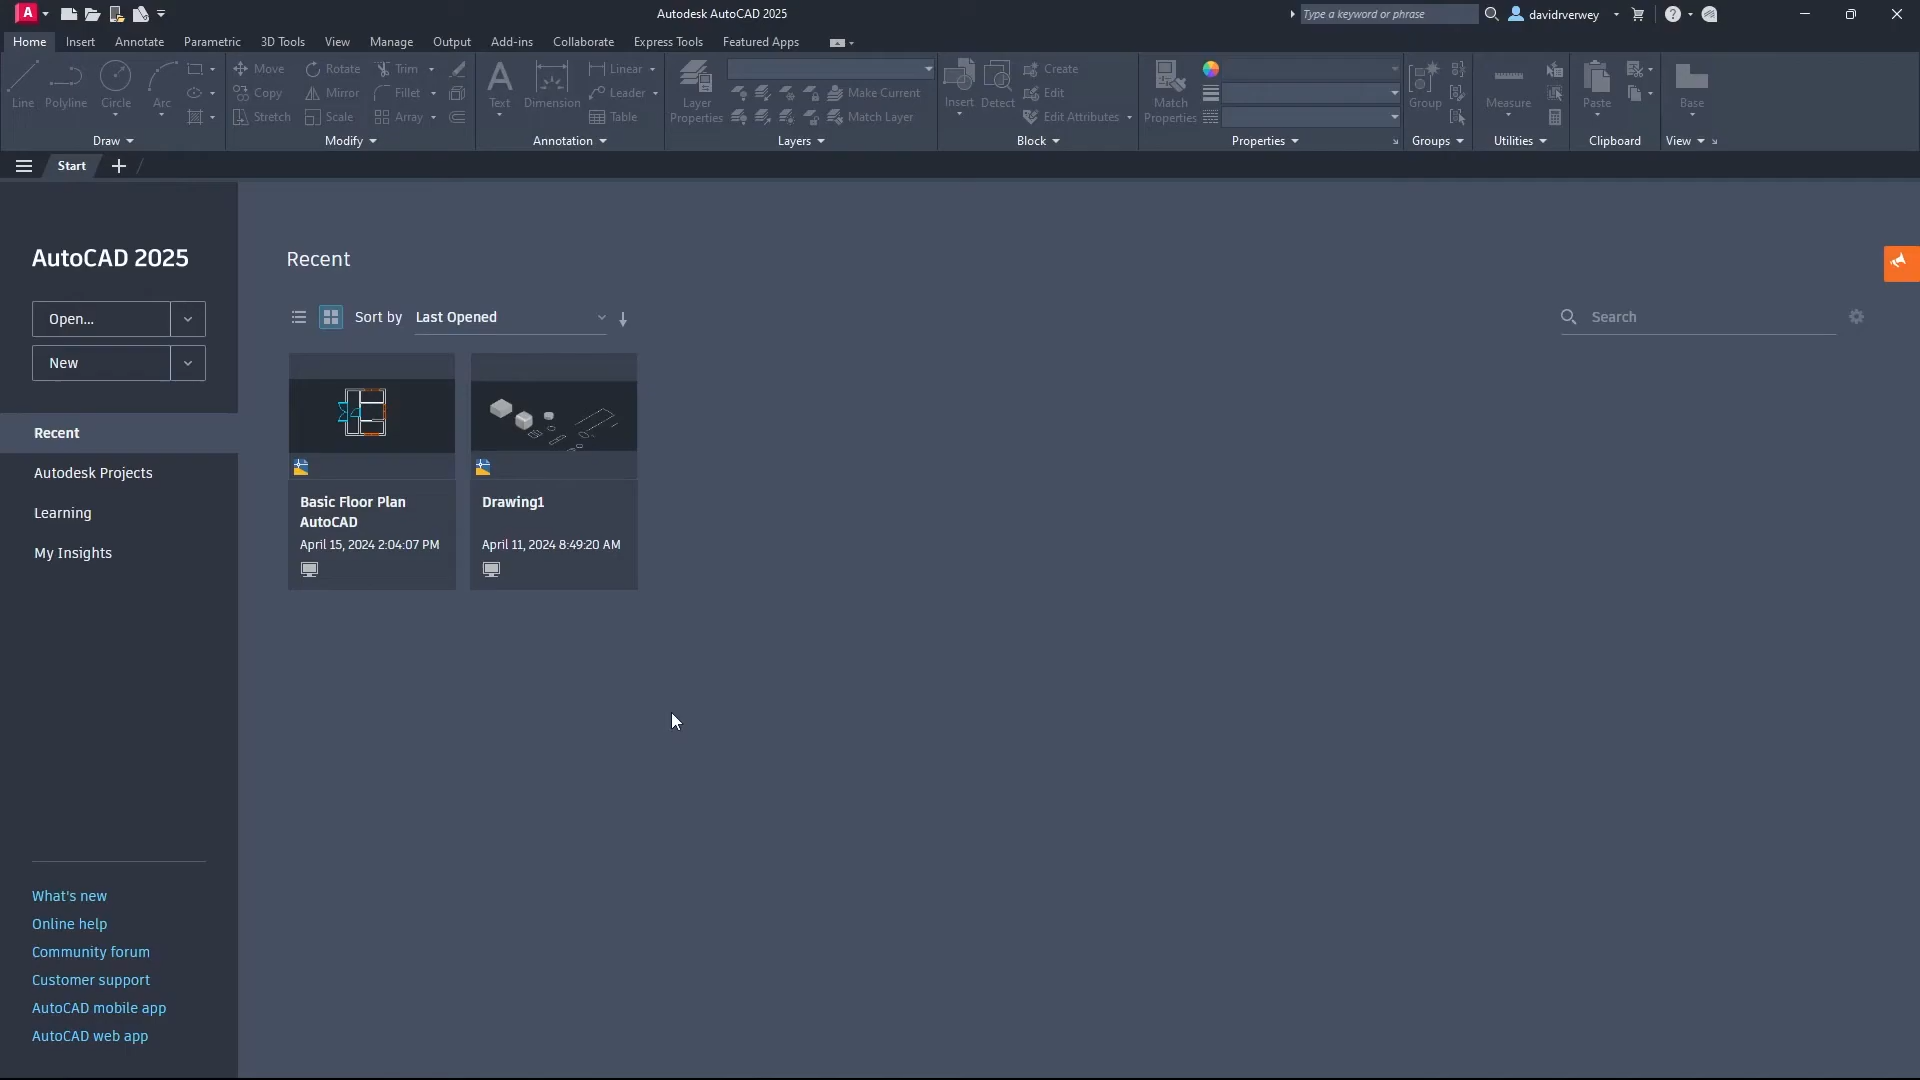 A
Autodesk AutoCAD 2025
Type a keyword or phrase
davidrverwey
Home Insert Annotate Parametric 3D Tools View Manage Output Add-ins Collaborate Express Tools Featured Apps
Line Polyline Circle Arc
Draw
Move Rotate Trim
Copy Mirror Fillet
Stretch Scale Array
Modify
Text Dimension
Linear
Leader
Table
Annotation
Layer
Properties
Make Current
Match Layer
Layers
Insert Detect
Create
Edit
Edit Attributes
Block
Match
Properties
Properties
Group
Groups
Measure
Utilities
Paste
Clipboard
Base
View
Start
AutoCAD 2025
Open...
New
Recent
Autodesk Projects
Learning
My Insights
What's new
Online help
Community forum
Customer support
AutoCAD mobile app
AutoCAD web app
Recent
Sort by Last Opened
Search
Basic Floor Plan
AutoCAD
April 15, 2024 2:04:07 PM
Drawing1
April 11, 2024 8:49:20 AM